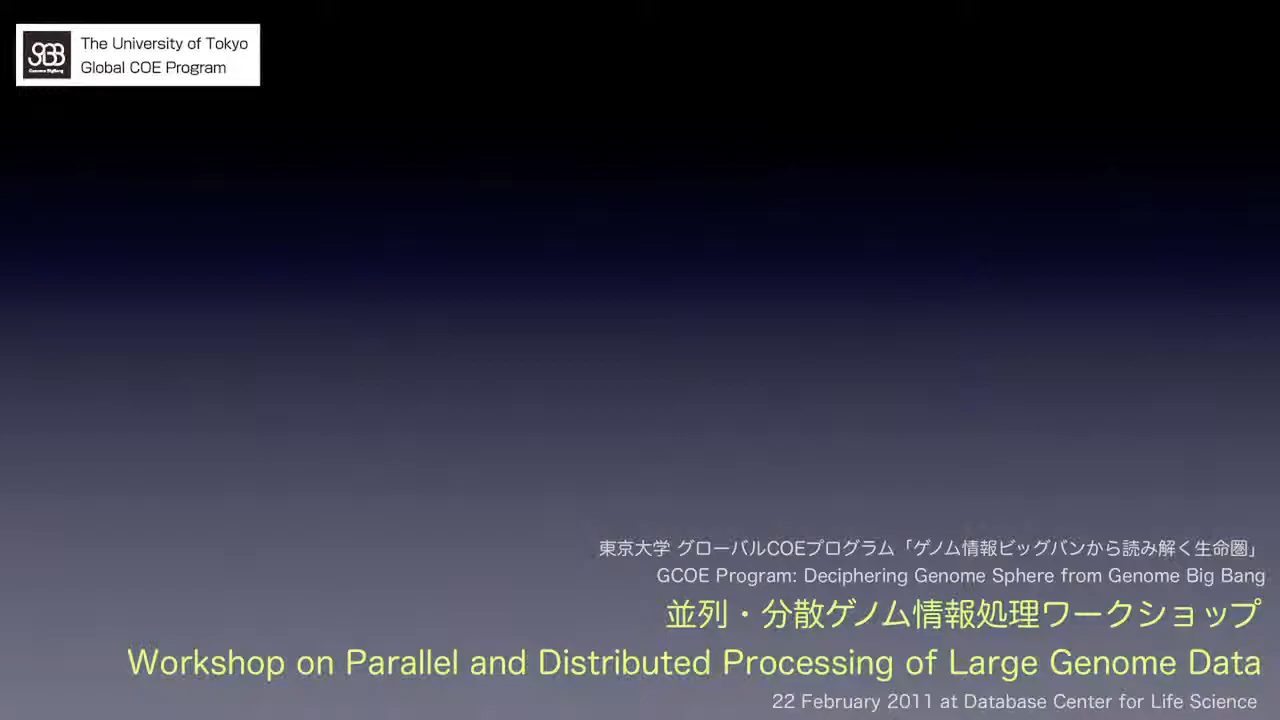 The University of Tokyo
Global COE Program
Genome BigBang
東京大学 グローバルCOEプログラム「ゲノム情報ビッグバンから読み解く生命圏」
GCOE Program: Deciphering Genome Sphere from Genome Big Bang
並列・分散ゲノム情報処理ワークショップ
Workshop on Parallel and Distributed Processing of Large Genome Data
22 February 2011 at Database Center for Life Science